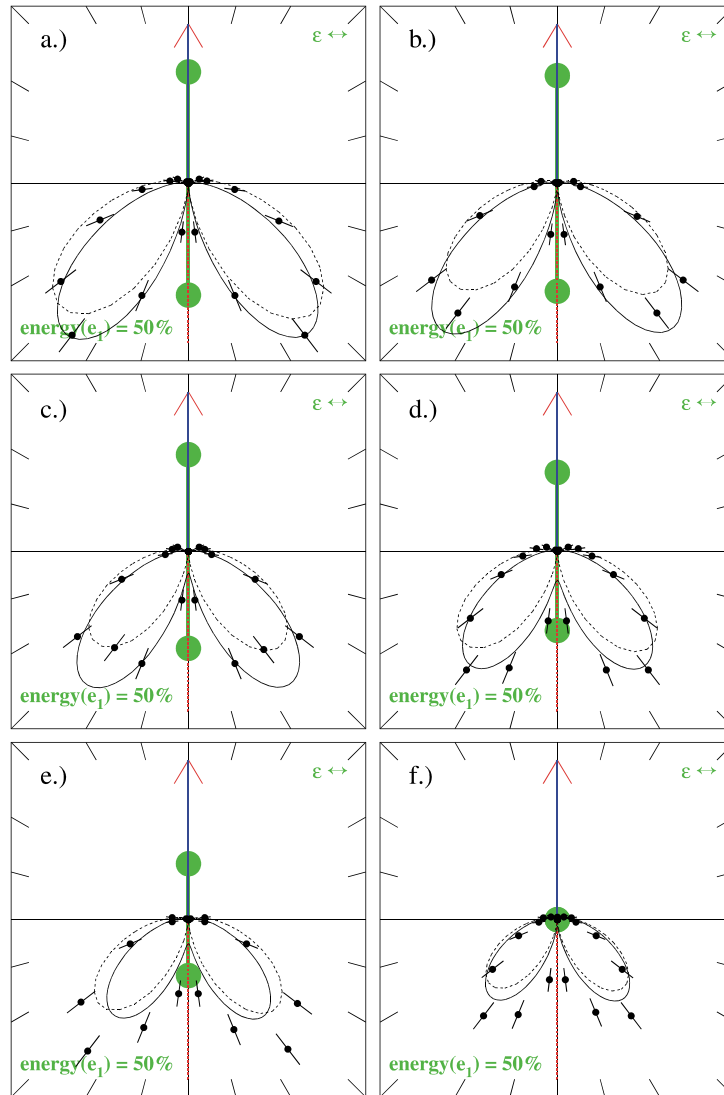 a.) ε ↔
energy(e₁) = 50%
b.) ε ↔
energy(e₁) = 50%
c.) ε ↔
energy(e₁) = 50%
d.) ε ↔
energy(e₁) = 50%
e.) ε ↔
energy(e₁) = 50%
f.) ε ↔
energy(e₁) = 50%